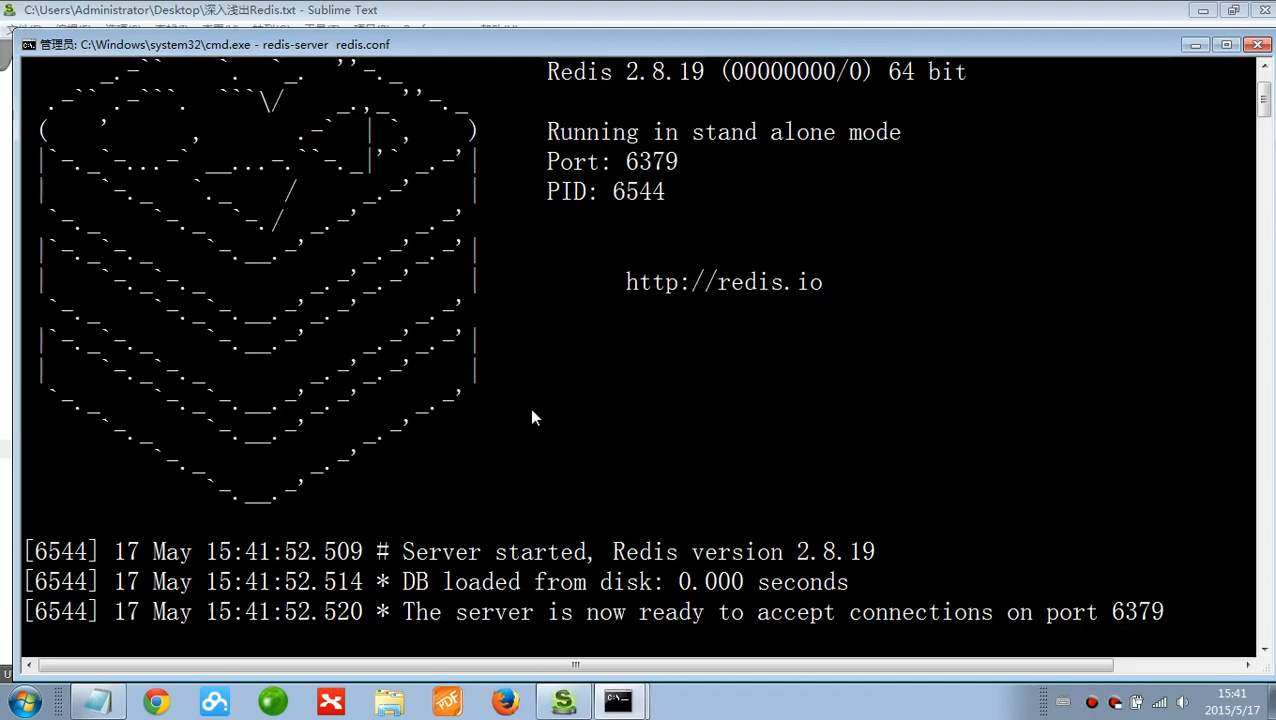 C:\Users\Administrator\Desktop\深入浅出Redis.txt - Sublime Text
管理员: C:\Windows\system32\cmd.exe - redis-server  redis.conf
Redis 2.8.19 (00000000/0) 64 bit
Running in stand alone mode
Port: 6379
PID: 6544
http://redis.io
[6544] 17 May 15:41:52.509 # Server started, Redis version 2.8.19
[6544] 17 May 15:41:52.514 * DB loaded from disk: 0.000 seconds
[6544] 17 May 15:41:52.520 * The server is now ready to accept connections on port 6379
PDF
15:41
2015/5/17